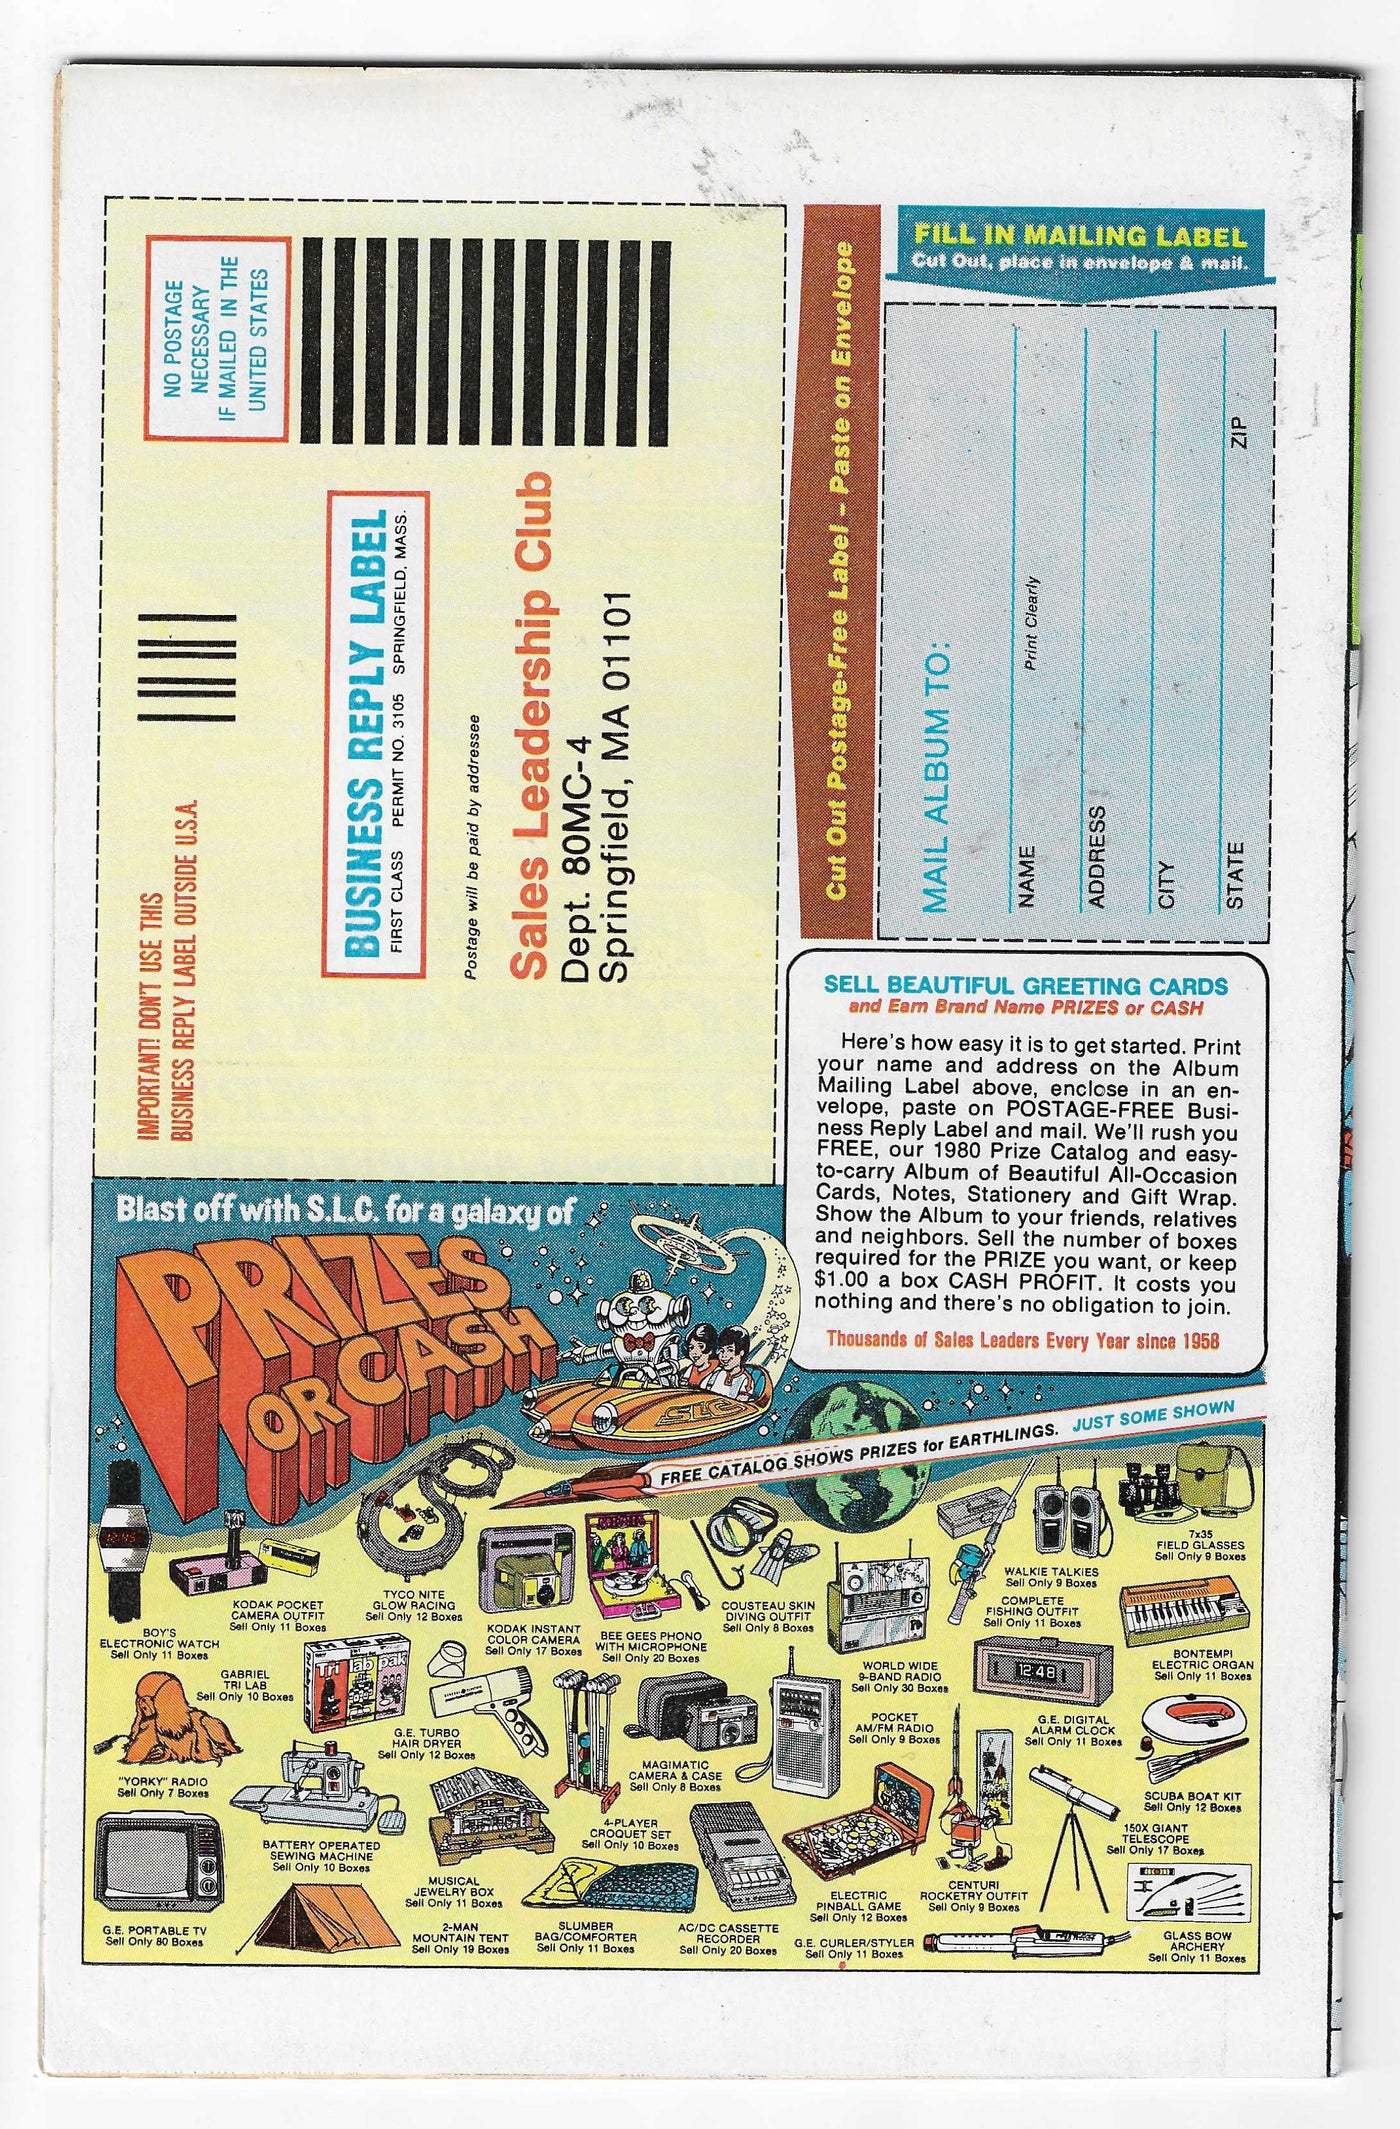 NO POSTAGE
NECESSARY
IF MAILED IN THE
UNITED STATES
IMPORTANT! DON'T USE THIS
BUSINESS REPLY LABEL OUTSIDE U.S.A.
BUSINESS REPLY LABEL
FIRST CLASS PERMIT NO. 3105 SPRINGFIELD, MASS.
Postage will be paid by addressee
Sales Leadership Club
Dept. 80MC-4
Springfield, MA 01101
Cut Out Postage-Free Label – Paste on Envelope
FILL IN MAILING LABEL
Cut Out, place in envelope & mail.
MAIL ALBUM TO:
NAME
Print Clearly
ADDRESS
CITY
STATE
ZIP
SELL BEAUTIFUL GREETING CARDS
and Earn Brand Name PRIZES or CASH
Here's how easy it is to get started. Print
your name and address on the Album
Mailing Label above, enclose in an en-
velope, paste on POSTAGE-FREE Busi-
ness Reply Label and mail. We'll rush you
FREE, our 1980 Prize Catalog and easy-
to-carry Album of Beautiful All-Occasion
Cards, Notes, Stationery and Gift Wrap.
Show the Album to your friends, relatives
and neighbors. Sell the number of boxes
required for the PRIZE you want, or keep
$1.00 a box CASH PROFIT. It costs you
nothing and there's no obligation to join.
Thousands of Sales Leaders Every Year since 1958
Blast off with S.L.C. for a galaxy of
PRIZES
OR CASH
SLC
FREE CATALOG SHOWS PRIZES for EARTHLINGS. JUST SOME SHOWN
BOY'S
ELECTRONIC WATCH
Sell Only 11 Boxes
KODAK POCKET
CAMERA OUTFIT
Sell Only 11 Boxes
TYCO NITE
GLOW RACING
Sell Only 12 Boxes
KODAK INSTANT
COLOR CAMERA
Sell Only 17 Boxes
BEE GEES PHONO
WITH MICROPHONE
Sell Only 20 Boxes
COUSTEAU SKIN
DIVING OUTFIT
Sell Only 8 Boxes
WORLD WIDE
9-BAND RADIO
Sell Only 30 Boxes
WALKIE TALKIES
Sell Only 9 Boxes
COMPLETE
FISHING OUTFIT
Sell Only 11 Boxes
7x35
FIELD GLASSES
Sell Only 9 Boxes
BONTEMPI
ELECTRIC ORGAN
Sell Only 11 Boxes
GABRIEL
TRI LAB
Sell Only 10 Boxes
Tri lab pak
G.E. TURBO
HAIR DRYER
Sell Only 12 Boxes
MAGIMATIC
CAMERA & CASE
Sell Only 8 Boxes
POCKET
AM/FM RADIO
Sell Only 9 Boxes
12:48
G.E. DIGITAL
ALARM CLOCK
Sell Only 11 Boxes
SCUBA BOAT KIT
Sell Only 12 Boxes
"YORKY" RADIO
Sell Only 7 Boxes
BATTERY OPERATED
SEWING MACHINE
Sell Only 10 Boxes
MUSICAL
JEWELRY BOX
Sell Only 11 Boxes
4-PLAYER
CROQUET SET
Sell Only 10 Boxes
150X GIANT
TELESCOPE
Sell Only 17 Boxes
G.E. PORTABLE TV
Sell Only 80 Boxes
2-MAN
MOUNTAIN TENT
Sell Only 19 Boxes
SLUMBER
BAG/COMFORTER
Sell Only 11 Boxes
AC/DC CASSETTE
RECORDER
Sell Only 20 Boxes
ELECTRIC
PINBALL GAME
Sell Only 12 Boxes
CENTURI
ROCKETRY OUTFIT
Sell Only 9 Boxes
G.E. CURLER/STYLER
Sell Only 11 Boxes
GLASS BOW
ARCHERY
Sell Only 11 Boxes